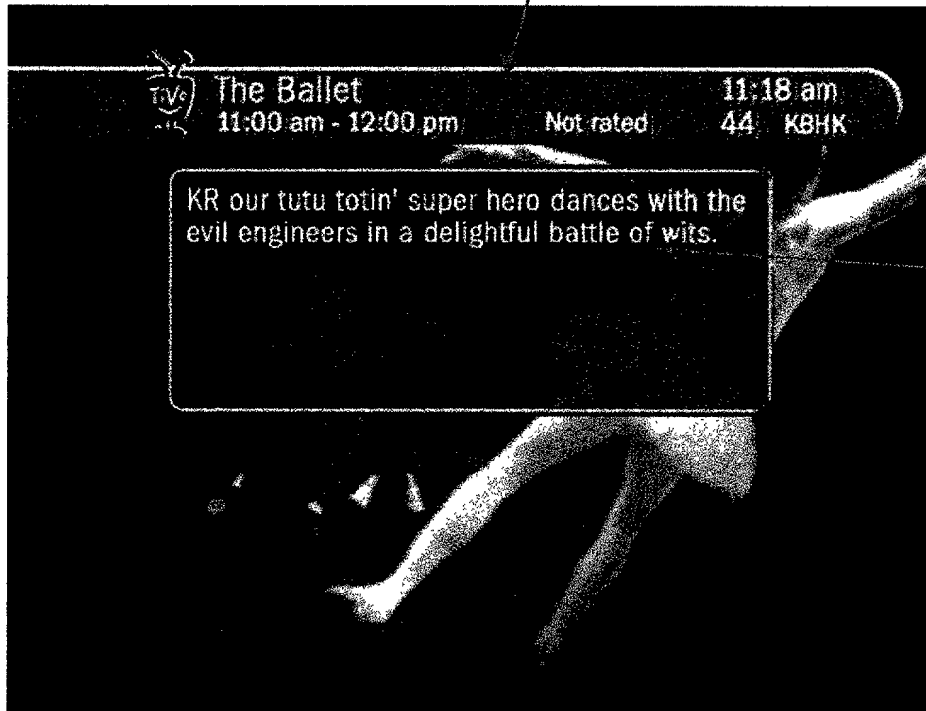 The Ballet 11:18 am
TiVo
11:00 am - 12:00 pm Not rated 44 KBHK
KR our tutu totin' super hero dances with the
evil engineers in a delightful battle of wits.